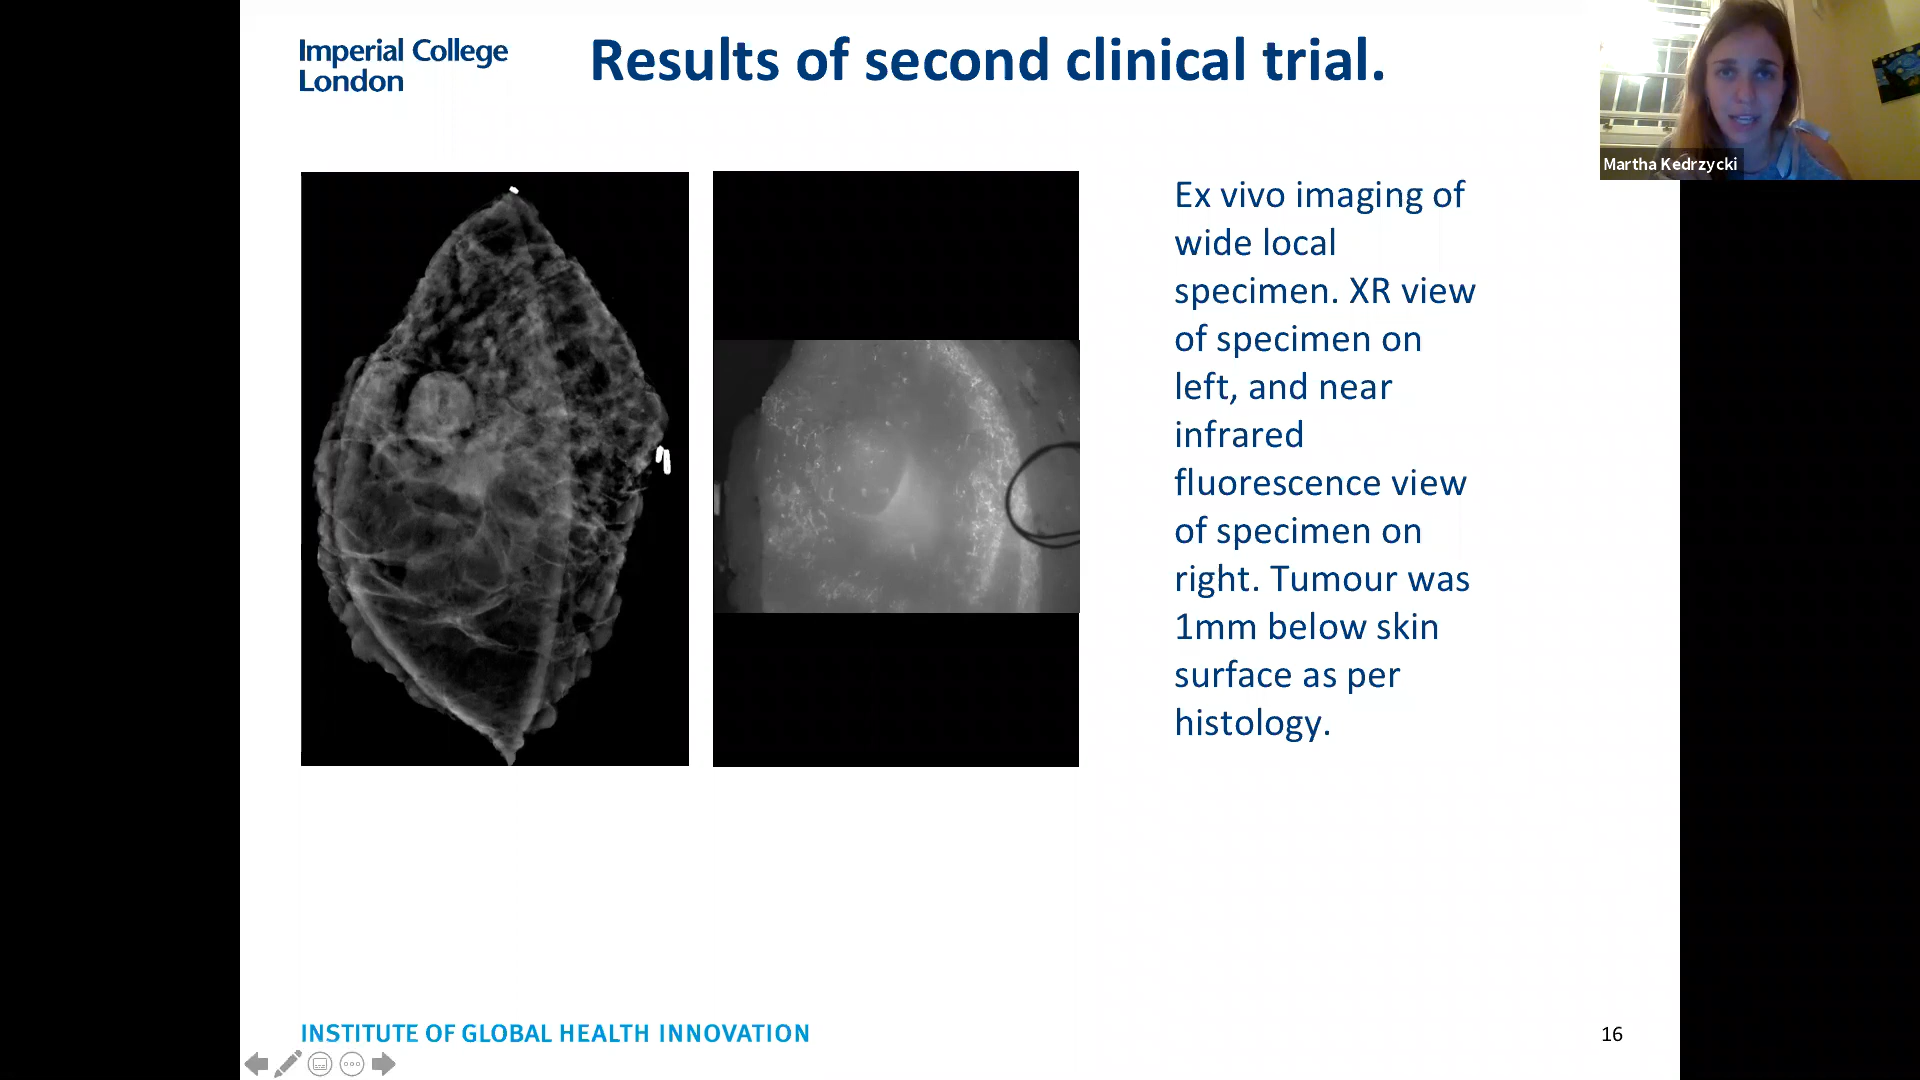 Imperial College
London
Results of second clinical trial.
Martha Kedrzycki
Ex vivo imaging of
wide local
specimen. XR view
of specimen on
left, and near
infrared
fluorescence view
of specimen on
right. Tumour was
1mm below skin
surface as per
histology.
INSTITUTE OF GLOBAL HEALTH INNOVATION
16